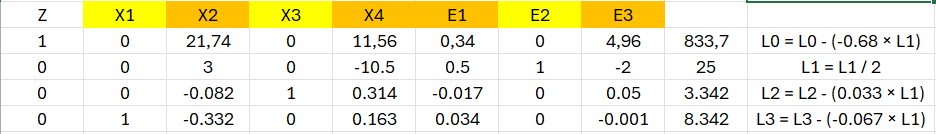 Z X1 X2 X3 X4 E1 E2 E3
1 0 21,74 0 11,56 0,34 0 4,96 833,7 L0 = L0 - (-0.68 × L1)
0 0 3 0 -10.5 0.5 1 -2 25 L1 = L1 / 2
0 0 -0.082 1 0.314 -0.017 0 0.05 3.342 L2 = L2 - (0.033 × L1)
0 1 -0.332 0 0.163 0.034 0 -0.001 8.342 L3 = L3 - (-0.067 × L1)